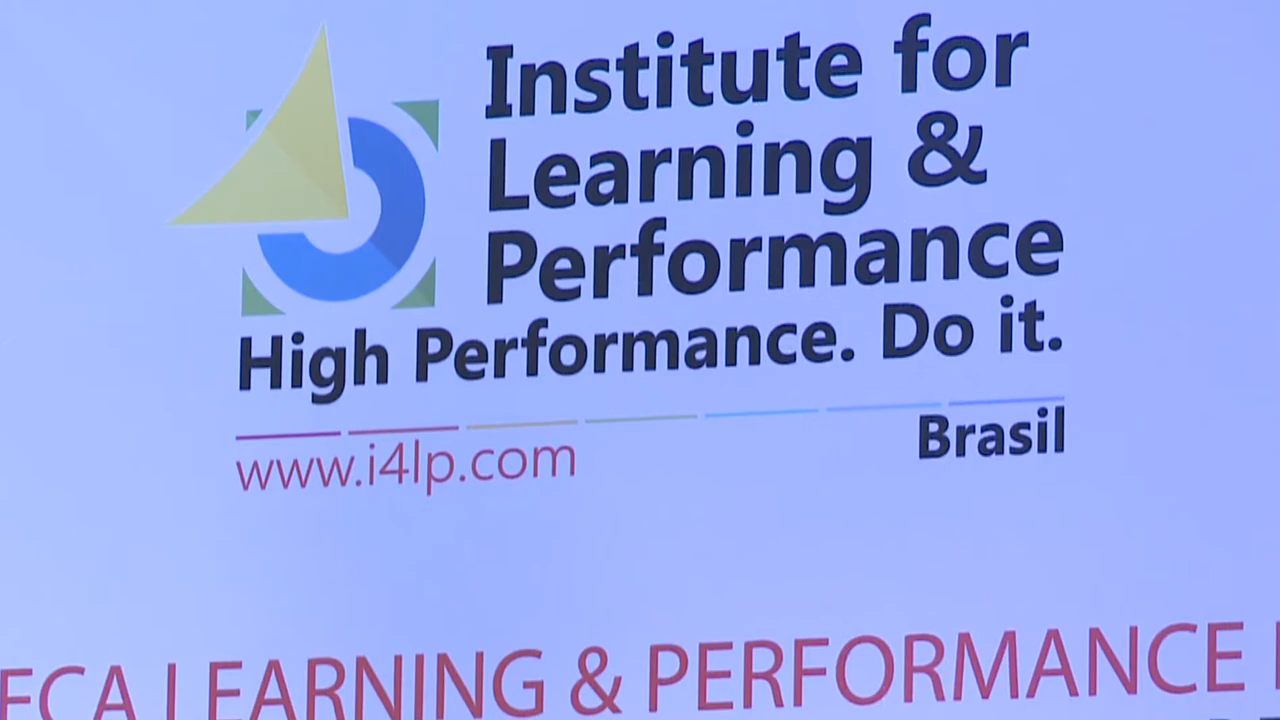 Institute for
Learning &
Performance
High Performance. Do it.
www.i4lp.com
Brasil
LEARNING & PERFORMANCE